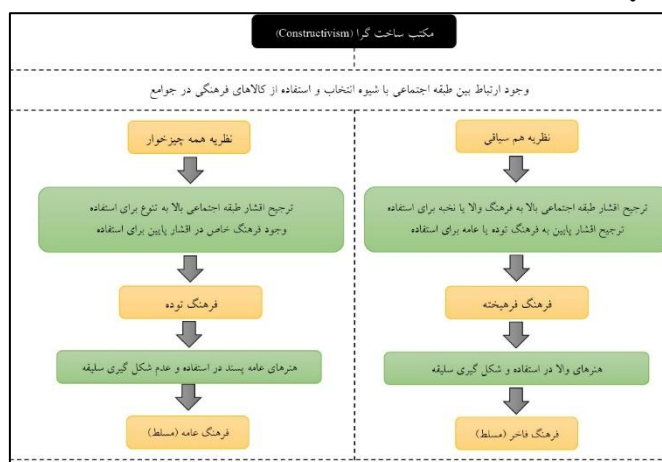 مکتب ساخت گرا (Constructivism)
وجود ارتباط بین طبقه اجتماعی با شیوه انتخاب و استفاده از کالاهای فرهنگی در جوامع
نظریه هم سیاقی
ترجیح اقشار طبقه اجتماعی بالا به فرهنگ والا یا نخبه برای استفاده
ترجیح اقشار پایین به فرهنگ توده یا عامه برای استفاده
فرهنگ فرهیخته
هنرهای والا در استفاده و شکل گیری سلیقه
فرهنگ فاخر (مسلط)
نظریه همه چیزخوار
ترجیح اقشار طبقه اجتماعی بالا به تنوع برای استفاده
وجود فرهنگ خاص در اقشار پایین برای استفاده
فرهنگ توده
هنرهای عامه پسند در استفاده و عدم شکل گیری سلیقه
فرهنگ عامه (مسلط)